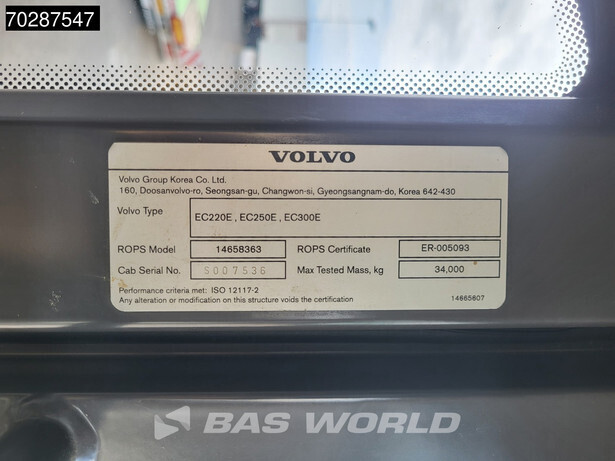 70287547
VOLVO
Volvo Group Korea Co. Ltd.
160, Doosanvolvo-ro, Seongsan-gu, Changwon-si, Gyeongsangnam-do, Korea 642-430
Volvo Type EC220E, EC250E, EC300E
ROPS Model 14658363 ROPS Certificate ER-005093
Cab Serial No. S007536 Max Tested Mass, kg 34,000
Performance criteria met: ISO 12117-2
Any alteration or modification on this structure voids the certification 14665607
BAS WORLD